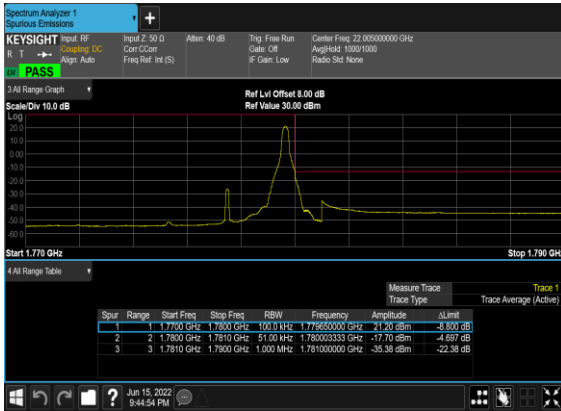 Spectrum Analyzer 1
Spurious Emissions
+
KEYSIGHT Input: RF Input Z: 50 Ω Atten: 40 dB Trig: Free Run Center Freq: 22.005000000 GHz
R T Coupling: DC Corr CCorr Gate: Off Avg|Hold: 1000/1000
Align: Auto Freq Ref: Int (S) IF Gain: Low Radio Std: None
PASS
3 All Range Graph
Ref Lvl Offset 8.00 dB
Scale/Div 10.0 dB Ref Value 30.00 dBm
Log
20.0
10.0
0.00
-10.0
-20.0
-30.0
-40.0
-50.0
-60.0
Start 1.770 GHz Stop 1.790 GHz
4 All Range Table
Measure Trace Trace 1
Trace Type Trace Average (Active)
Spur Range Start Freq Stop Freq RBW Frequency Amplitude ΔLimit
1 1 1.7700 GHz 1.7800 GHz 100.0 kHz 1.779650000 GHz 21.20 dBm -8.800 dB
2 2 1.7800 GHz 1.7810 GHz 51.00 kHz 1.780003333 GHz -17.70 dBm -4.697 dB
3 3 1.7810 GHz 1.7900 GHz 1.000 MHz 1.781000000 GHz -35.38 dBm -22.38 dB
? Jun 15, 2022
9:44:54 PM